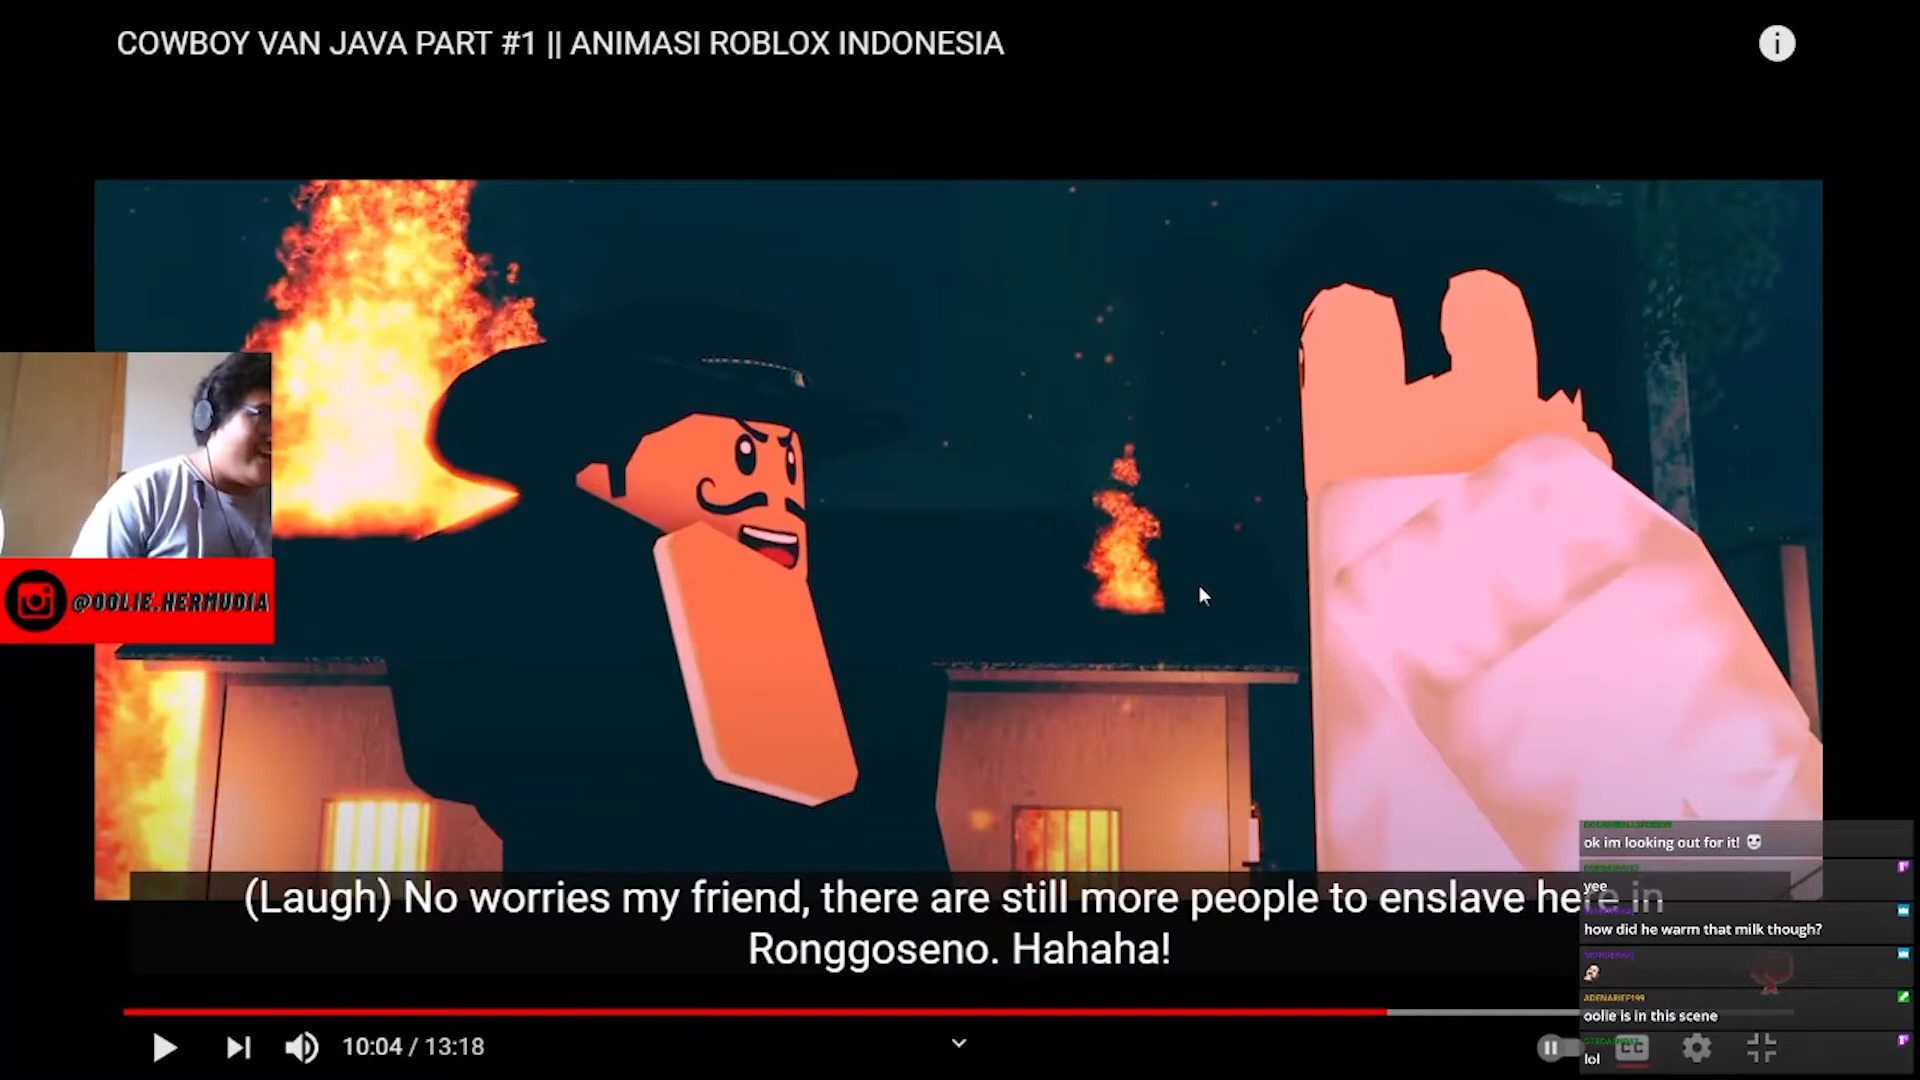 COWBOY VAN JAVA PART #1 || ANIMASI ROBLOX INDONESIA
@OOLIE.HERMUDIA
(Laugh) No worries my friend, there are still more people to enslave here in
Ronggoseno. Hahaha!
10:04 / 13:18
ok im looking out for it!
yee
how did he warm that milk though?
ADENARIEF199
oolie is in this scene
lol
CC